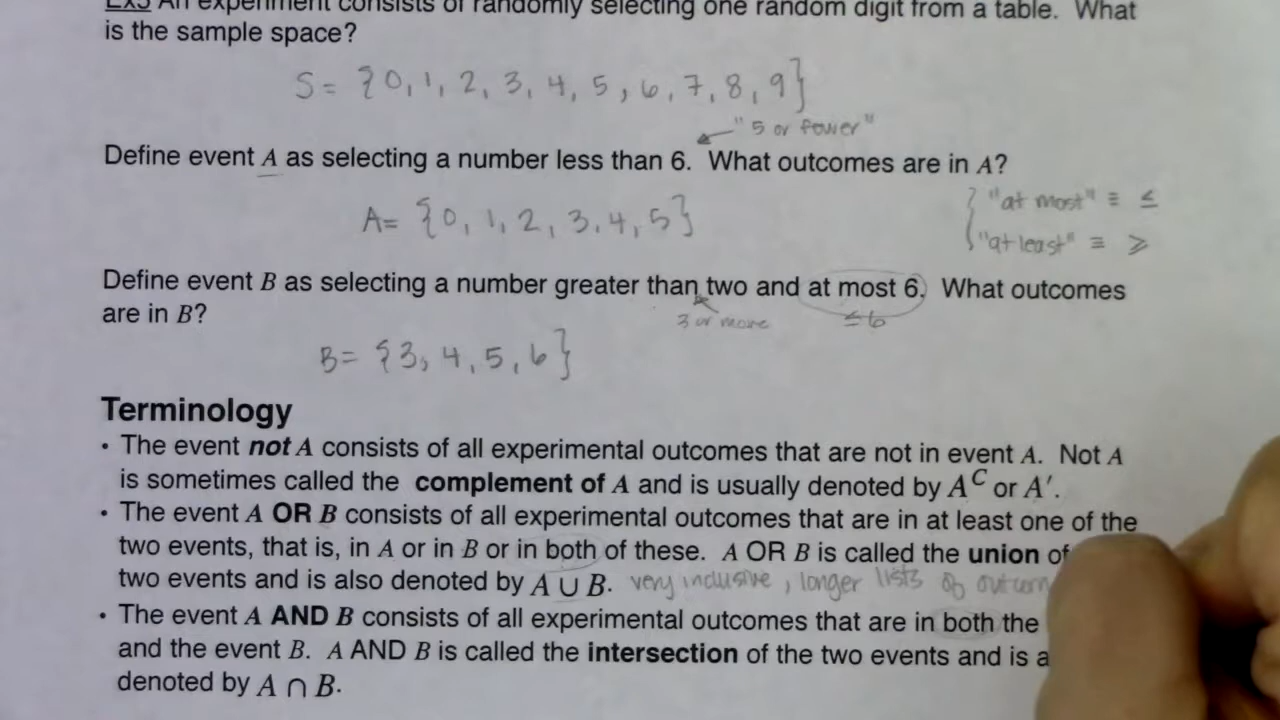 EX3 An experiment consists of randomly selecting one random digit from a table. What
is the sample space?
S = {0, 1, 2, 3, 4, 5, 6, 7, 8, 9}
"5 or fewer"
Define event A as selecting a number less than 6. What outcomes are in A?
A= {0, 1, 2, 3, 4, 5}
"at most" ≡ ≤
"at least" ≡ ≥
Define event B as selecting a number greater than two and at most 6. What outcomes
are in B?
3 or more ≤6
B= {3, 4, 5, 6}
Terminology
• The event not A consists of all experimental outcomes that are not in event A. Not A
is sometimes called the complement of A and is usually denoted by Aᶜ or A′.
• The event A OR B consists of all experimental outcomes that are in at least one of the
two events, that is, in A or in B or in both of these. A OR B is called the union of
two events and is also denoted by A ∪ B. very inclusive, longer lists of outcom
• The event A AND B consists of all experimental outcomes that are in both the
and the event B. A AND B is called the intersection of the two events and is a
denoted by A ∩ B.